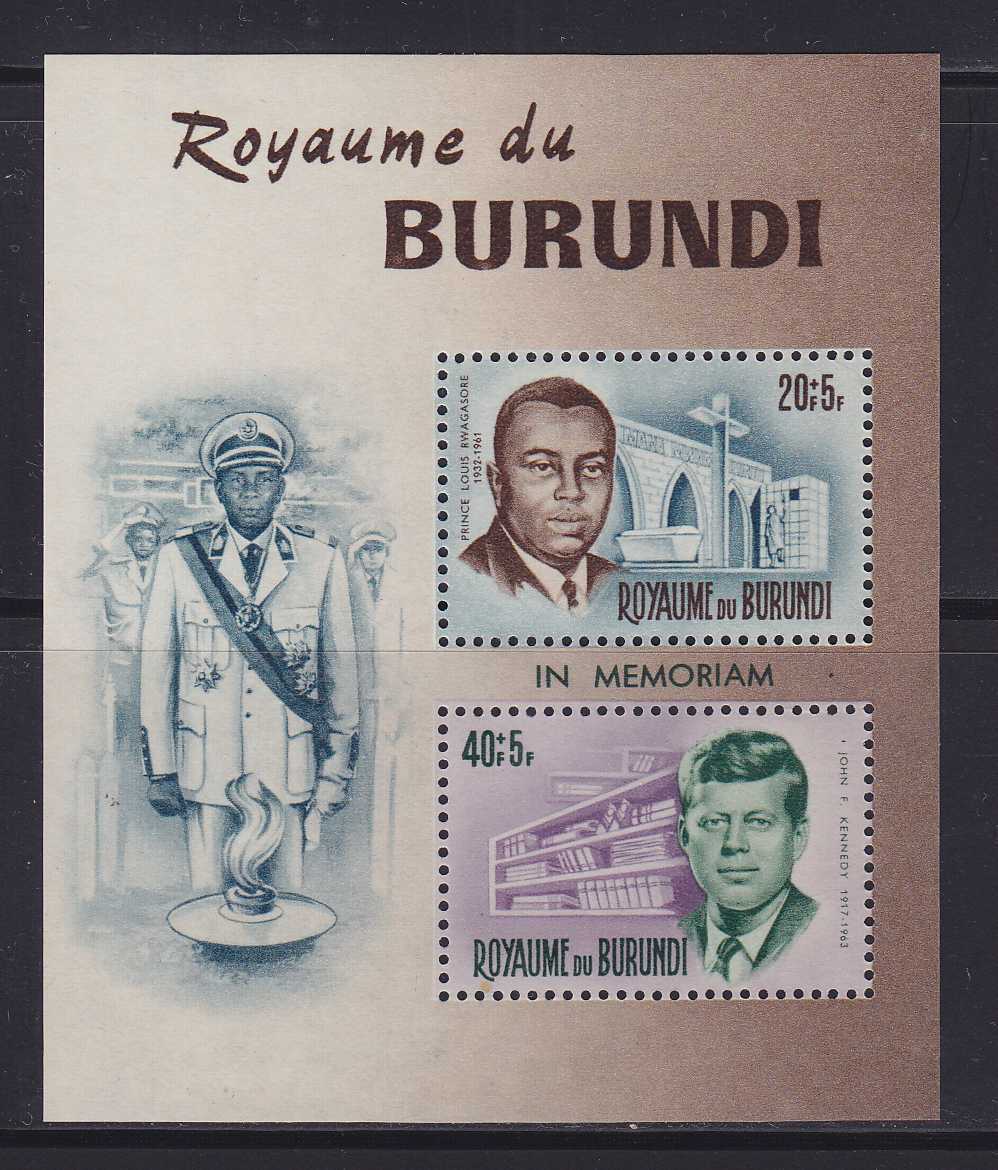 Royaume du
BURUNDI
PRINCE LOUIS RWAGASORE
1932-1961
20F+5F
ROYAUME DU BURUNDI
IN MEMORIAM
40F+5F
JOHN F. KENNEDY 1917-1963
ROYAUME DU BURUNDI